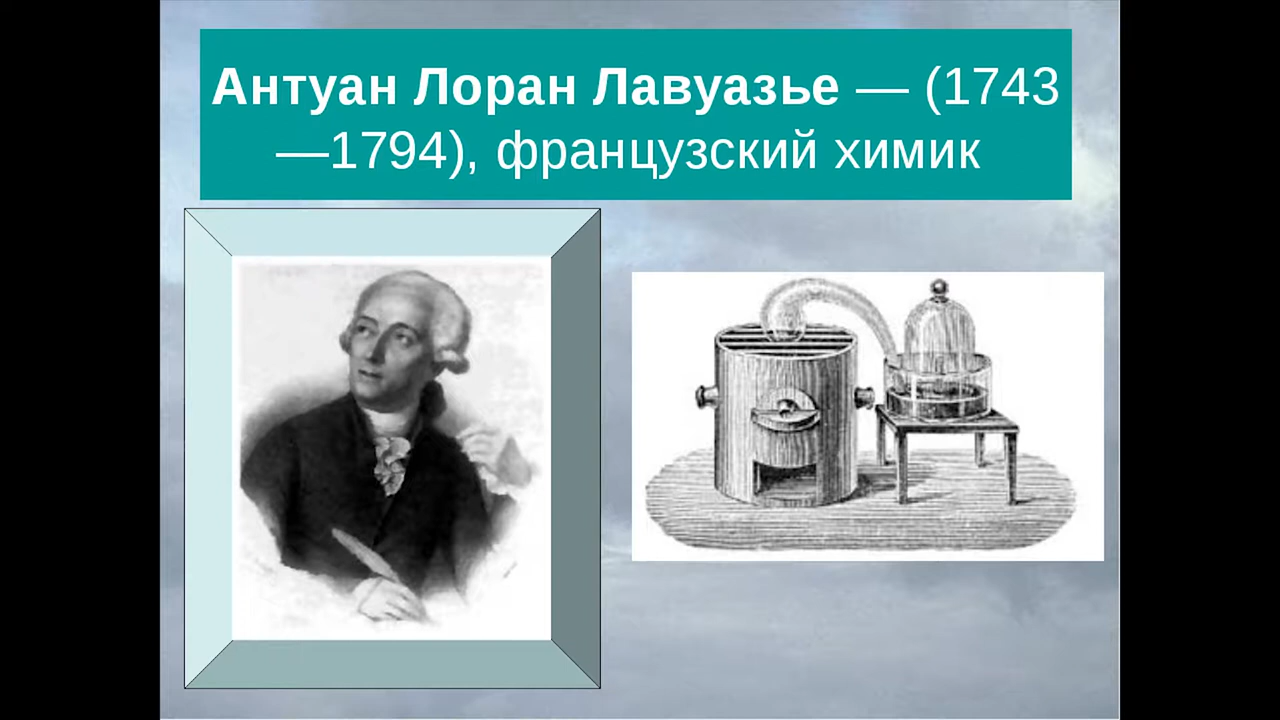 Антуан Лоран Лавуазье — (1743
—1794), французский химик